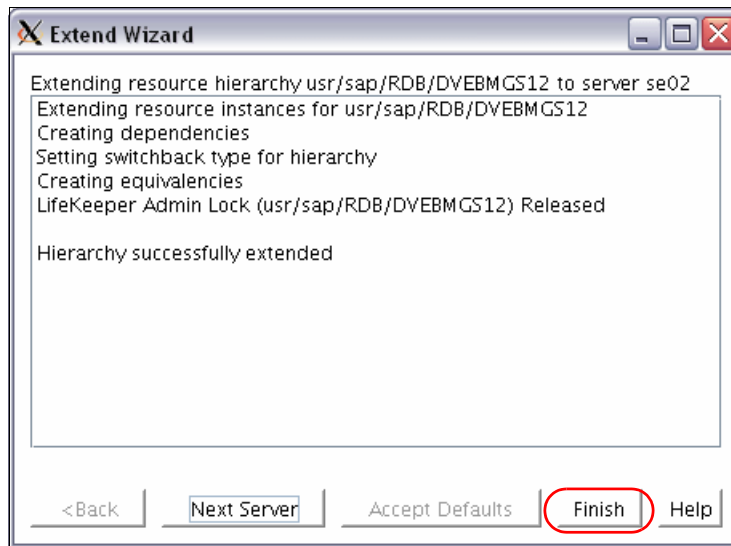 Extend Wizard
Extending resource hierarchy usr/sap/RDB/DVEBMGS12 to server se02
Extending resource instances for usr/sap/RDB/DVEBMGS12
Creating dependencies
Setting switchback type for hierarchy
Creating equivalencies
LifeKeeper Admin Lock (usr/sap/RDB/DVEBMGS12) Released
Hierarchy successfully extended
<Back Next Server Accept Defaults Finish Help